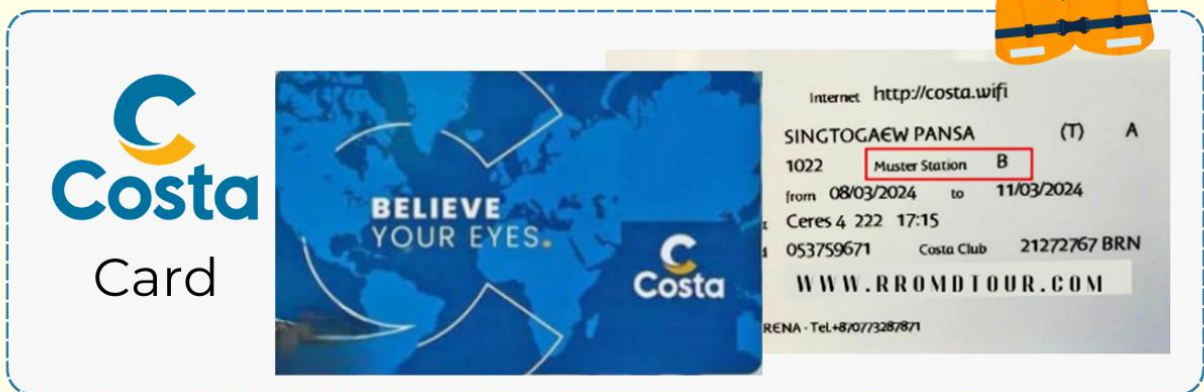 Costa
Card
BELIEVE
YOUR EYES.
Costa
Internet http://costa.wifi
SINGTOGAEW PANSA (T) A
1022 Muster Station B
from 08/03/2024 to 11/03/2024
Ceres 4 222 17:15
053759671 Costa Club 21272767 BRN
WWW.RROMDTOUR.COM
RENA - Tel.+870773287871